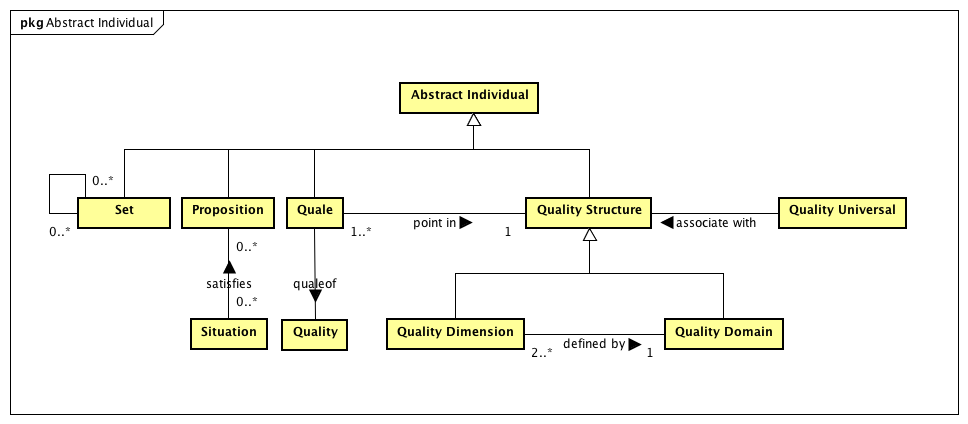 pkg Abstract Individual
Abstract Individual
0..*
Set
Proposition
Quale
Quality Structure
Quality Universal
0..*
0..*
1..*
point in
1
associate with
satisfies
qualeof
0..*
Situation
Quality
Quality Dimension
Quality Domain
2..*
defined by
1